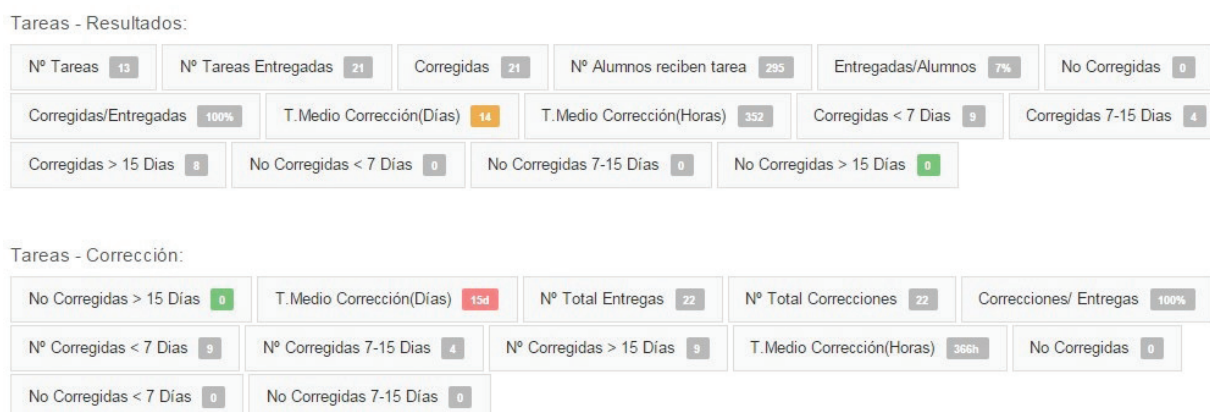 Tareas - Resultados:
Nº Tareas 13 Nº Tareas Entregadas 21 Corregidas 21 Nº Alumnos reciben tarea 295 Entregadas/Alumnos 7% No Corregidas 0
Corregidas/Entregadas 100% T.Medio Corrección(Días) 14 T.Medio Corrección(Horas) 352 Corregidas < 7 Dias 9 Corregidas 7-15 Dias 4
Corregidas > 15 Dias 8 No Corregidas < 7 Días 0 No Corregidas 7-15 Días 0 No Corregidas > 15 Días 0
Tareas - Corrección:
No Corregidas > 15 Días 0 T.Medio Corrección(Días) 15d Nº Total Entregas 22 Nº Total Correcciones 22 Correcciones/ Entregas 100%
Nº Corregidas < 7 Dias 9 Nº Corregidas 7-15 Dias 4 Nº Corregidas > 15 Días 9 T.Medio Corrección(Horas) 366h No Corregidas 0
No Corregidas < 7 Días 0 No Corregidas 7-15 Días 0